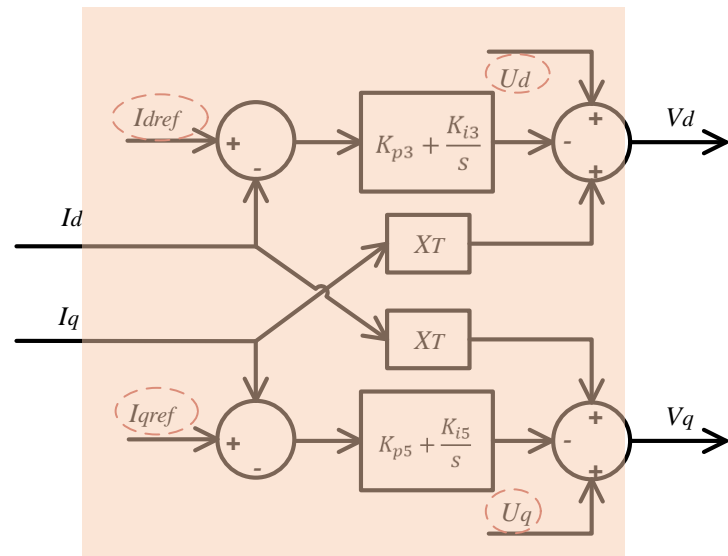 Ud
Idref
+
-
Kp3 + Ki3/s
+
-
+
Vd
Id
XT
Iq
XT
Iqref
+
-
Kp5 + Ki5/s
+
-
+
Vq
Uq